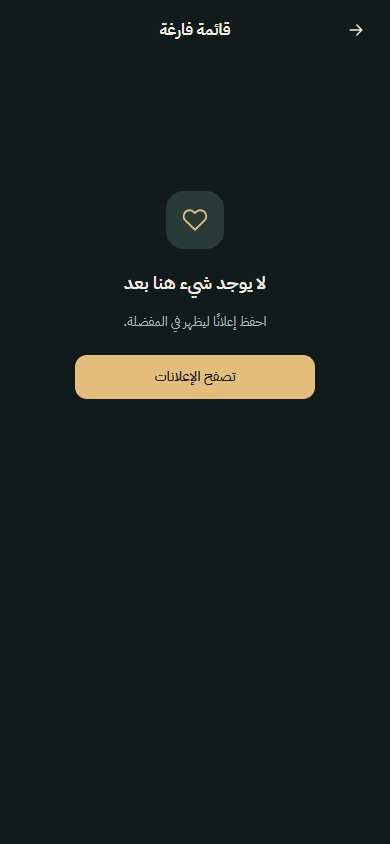 قائمة فارغة
لا يوجد شيء هنا بعد
احفظ إعلانًا ليظهر في المفضلة.
تصفح الإعلانات